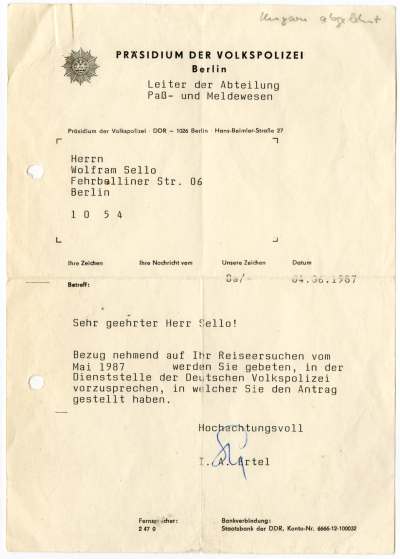 Ungarn abgelehnt
PRÄSIDIUM DER VOLKSPOLIZEI
Berlin
Leiter der Abteilung
Paß- und Meldewesen
Präsidium der Volkspolizei · DDR – 1026 Berlin · Hans-Beimler-Straße 27
Herrn
Wolfram Sello
Fehrbelliner Str. 06
Berlin
1 0 5 4
Ihre Zeichen Ihre Nachricht vom Unsere Zeichen Datum
Oa/- 04.06.1987
Betreff:
Sehr geehrter Herr Sello!
Bezug nehmend auf Ihr Reiseersuchen vom
Mai 1987 werden Sie gebeten, in der
Dienststelle der Deutschen Volkspolizei
vorzusprechen, in welcher Sie den Antrag
gestellt haben.
Hochachtungsvoll
I. A. Ertel
Fernsprecher: Bankverbindung:
2 47 0 Staatsbank der DDR, Konto-Nr. 6666-12-100032